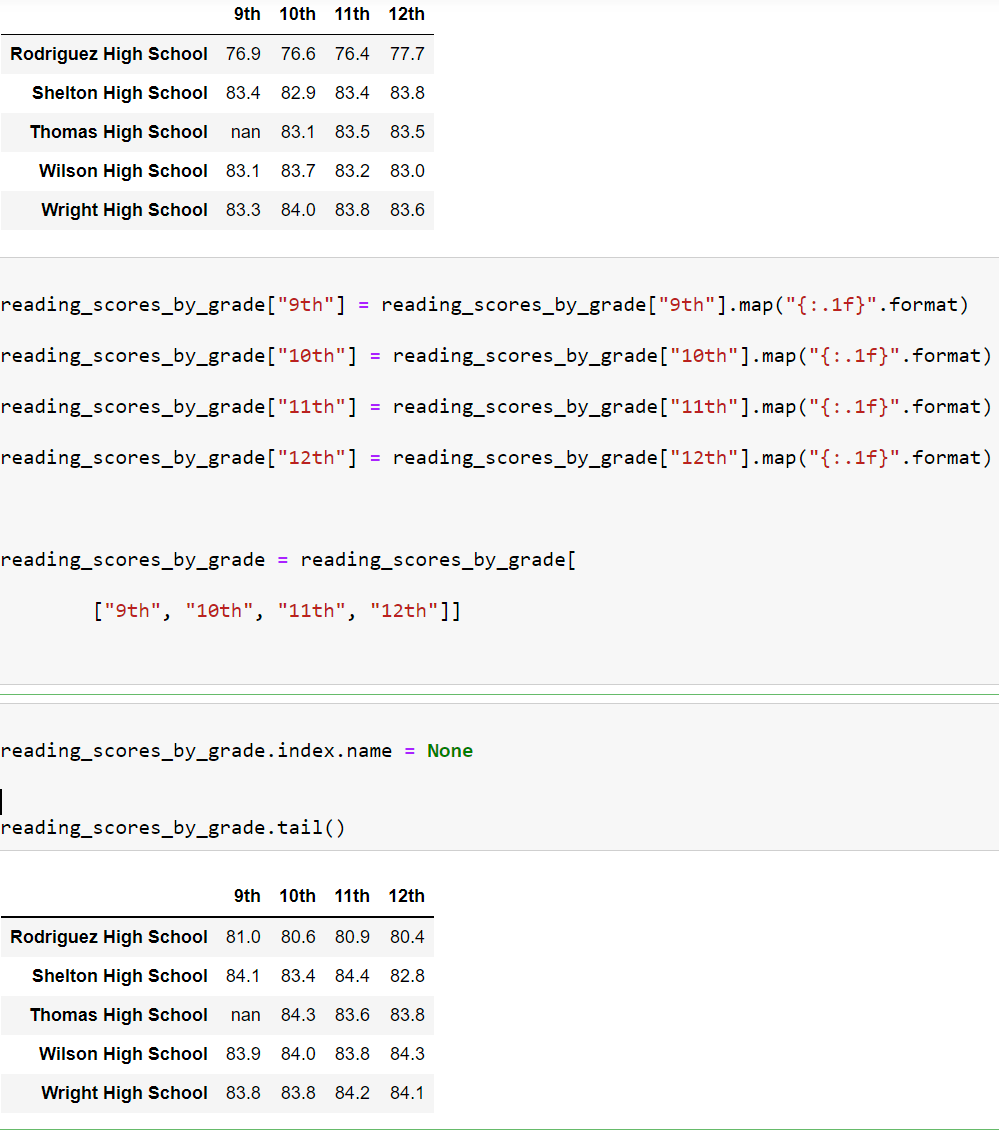 9th 10th 11th 12th
Rodriguez High School 76.9 76.6 76.4 77.7
Shelton High School 83.4 82.9 83.4 83.8
Thomas High School nan 83.1 83.5 83.5
Wilson High School 83.1 83.7 83.2 83.0
Wright High School 83.3 84.0 83.8 83.6
reading_scores_by_grade["9th"] = reading_scores_by_grade["9th"].map("{:.1f}".format)
reading_scores_by_grade["10th"] = reading_scores_by_grade["10th"].map("{:.1f}".format)
reading_scores_by_grade["11th"] = reading_scores_by_grade["11th"].map("{:.1f}".format)
reading_scores_by_grade["12th"] = reading_scores_by_grade["12th"].map("{:.1f}".format)
reading_scores_by_grade = reading_scores_by_grade[
["9th", "10th", "11th", "12th"]]
reading_scores_by_grade.index.name = None
reading_scores_by_grade.tail()
9th 10th 11th 12th
Rodriguez High School 81.0 80.6 80.9 80.4
Shelton High School 84.1 83.4 84.4 82.8
Thomas High School nan 84.3 83.6 83.8
Wilson High School 83.9 84.0 83.8 84.3
Wright High School 83.8 83.8 84.2 84.1